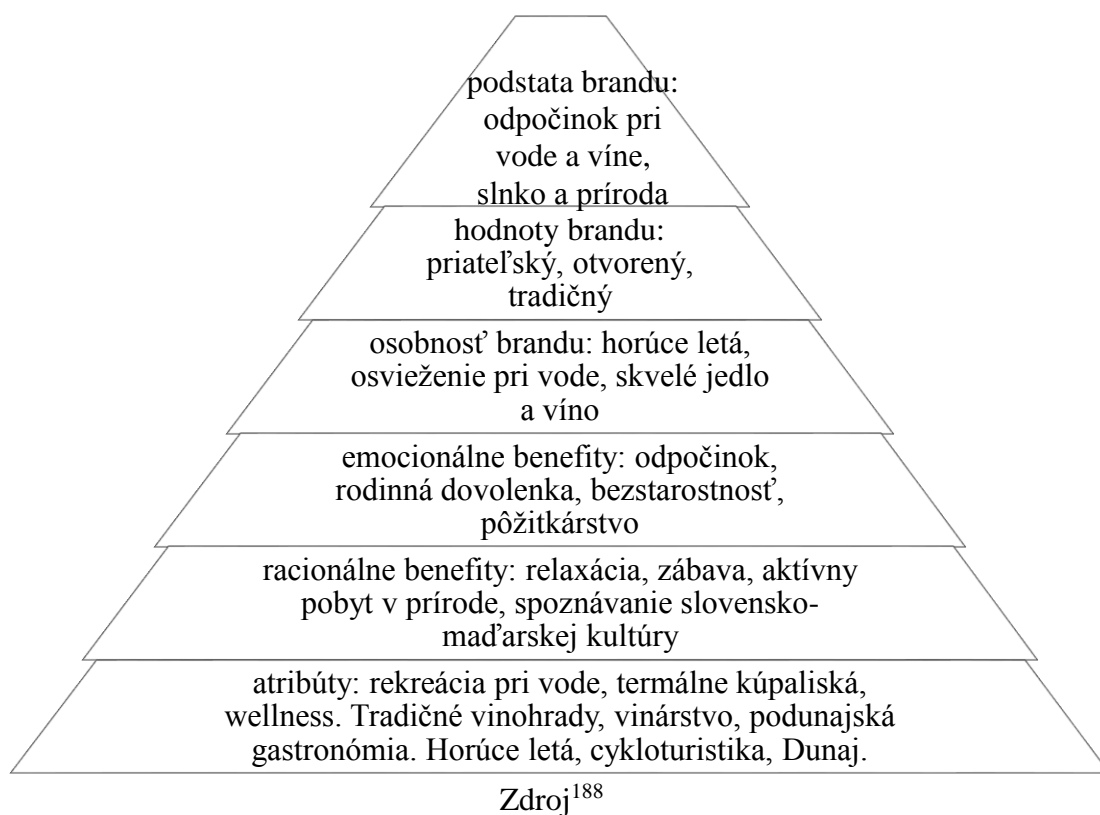 podstata brandu:
odpočinok pri
vode a víne,
slnko a príroda
hodnoty brandu:
priateľský, otvorený,
tradičný
osobnosť brandu: horúce letá,
osvieženie pri vode, skvelé jedlo
a víno
emocionálne benefity: odpočinok,
rodinná dovolenka, bezstarostnosť,
pôžitkárstvo
racionálne benefity: relaxácia, zábava, aktívny
pobyt v prírode, spoznávanie slovensko-
maďarskej kultúry
atribúty: rekreácia pri vode, termálne kúpaliská,
wellness. Tradičné vinohrady, vinárstvo, podunajská
gastronómia. Horúce letá, cykloturistika, Dunaj.
Zdroj188